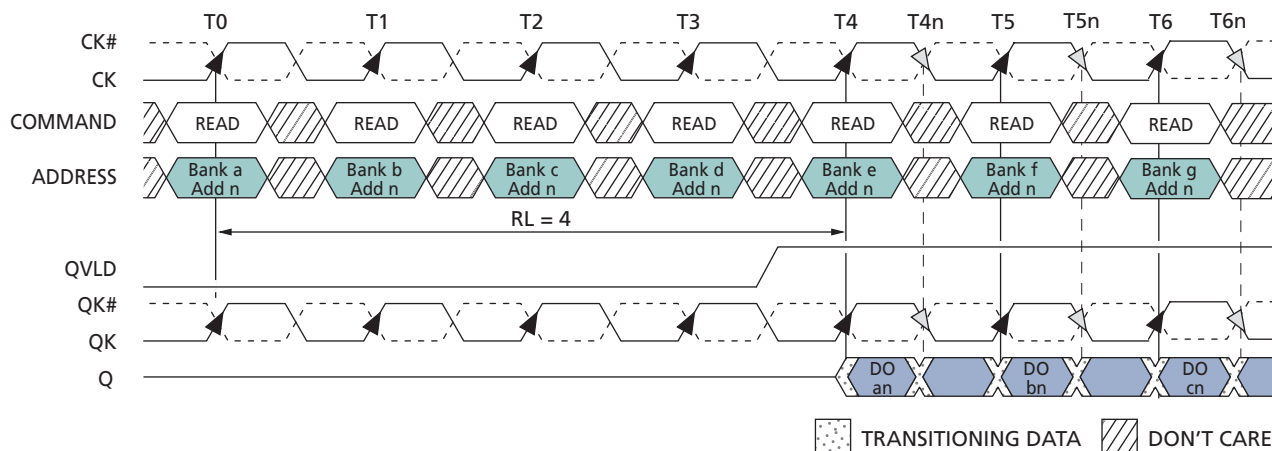 T0 T1 T2 T3 T4 T4n T5 T5n T6 T6n
CK#
CK
COMMAND READ READ READ READ READ READ READ
ADDRESS Bank a Add n Bank b Add n Bank c Add n Bank d Add n Bank e Add n Bank f Add n Bank g Add n
RL = 4
QVLD
QK#
QK
Q DO an DO bn DO cn
TRANSITIONING DATA DON'T CARE